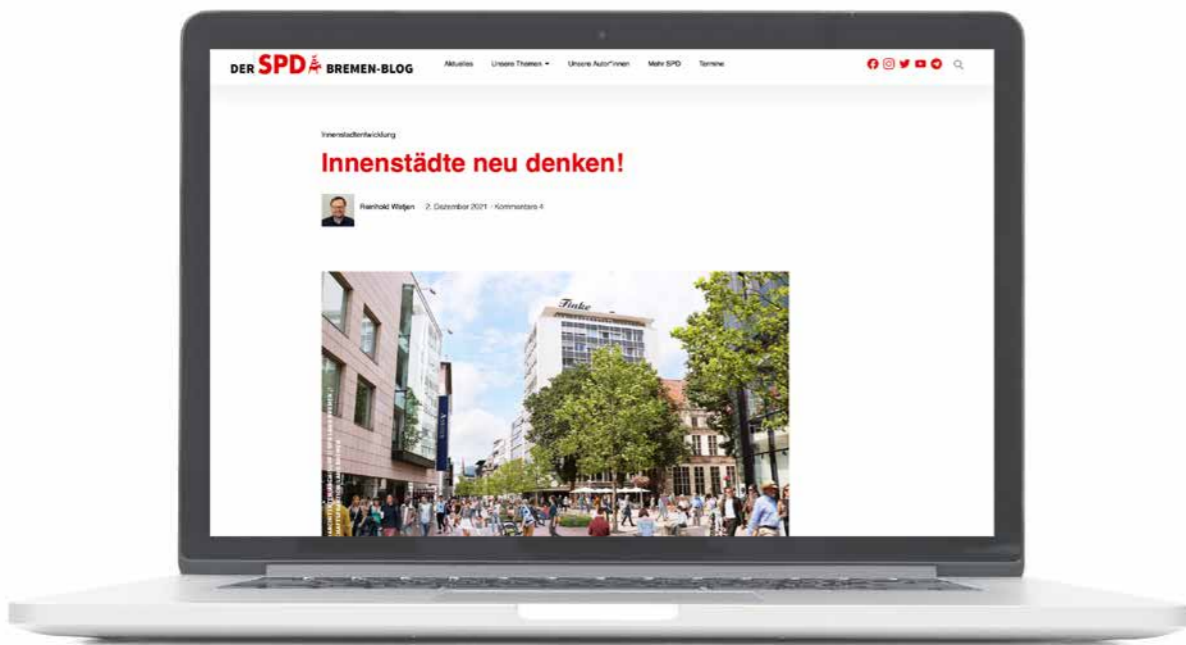 DER SPD BREMEN-BLOG
Aktuelles Unsere Themen Unsere Autor*innen Mehr SPD Termine
Innenstadtentwicklung
Innenstädte neu denken!
Reinhold Wetjen 2. Dezember 2021 · Kommentare 4
Finke